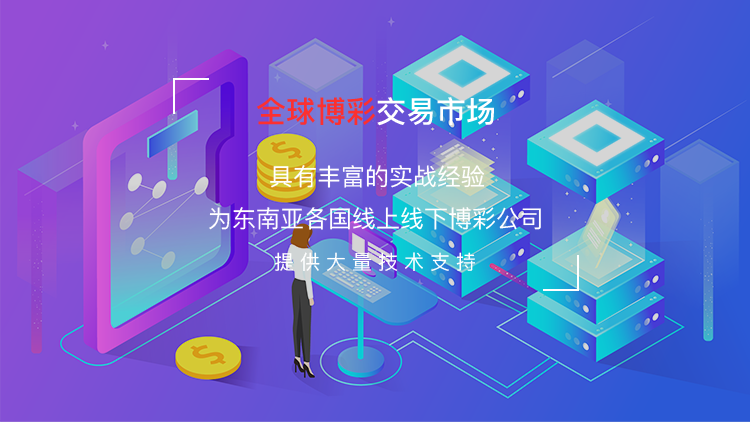 全球博彩交易市场
具有丰富的实战经验
为东南亚各国线上线下博彩公司
提供大量技术支持